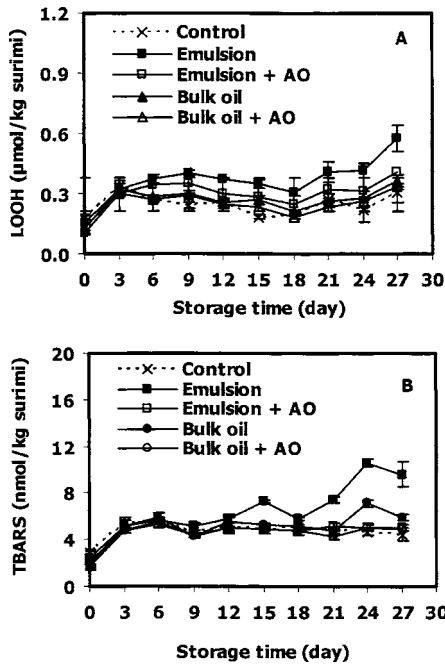 A
Control
Emulsion
Emulsion + AO
Bulk oil
Bulk oil + AO
LOOH (µmol/kg surimi)
1.2
0.9
0.6
0.3
0.0
0 3 6 9 12 15 18 21 24 27 30
Storage time (day)
B
Control
Emulsion
Emulsion + AO
Bulk oil
Bulk oil + AO
TBARS (nmol/kg surimi)
20
16
12
8
4
0
0 3 6 9 12 15 18 21 24 27 30
Storage time (day)